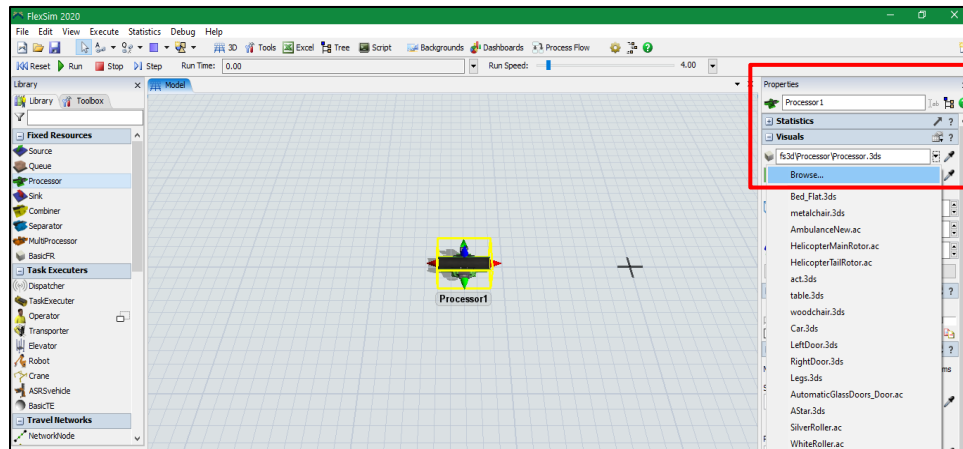 FlexSim 2020
File Edit View Execute Statistics Debug Help
3D Tools Excel Tree Script Backgrounds Dashboards Process Flow
Reset Run Stop Step Run Time: 0.00 Run Speed: 4.00
Library
Library Toolbox
Fixed Resources
Source
Queue
Processor
Sink
Combiner
Separator
MultiProcessor
BasicFR
Task Executers
Dispatcher
TaskExecuter
Operator
Transporter
Elevator
Robot
Crane
ASRSvehicle
BasicTE
Travel Networks
NetworkNode
Model
Processor1
Properties
Processor1
Statistics
Visuals
fs3d\Processor\Processor.3ds
Browse...
Bed_Flat.3ds
metalchair.3ds
AmbulanceNew.ac
HelicopterMainRotor.ac
HelicopterTailRotor.ac
act.3ds
table.3ds
woodchair.3ds
Car.3ds
LeftDoor.3ds
RightDoor.3ds
Legs.3ds
AutomaticGlassDoors_Door.ac
AStar.3ds
SilverRoller.ac
WhiteRoller.ac